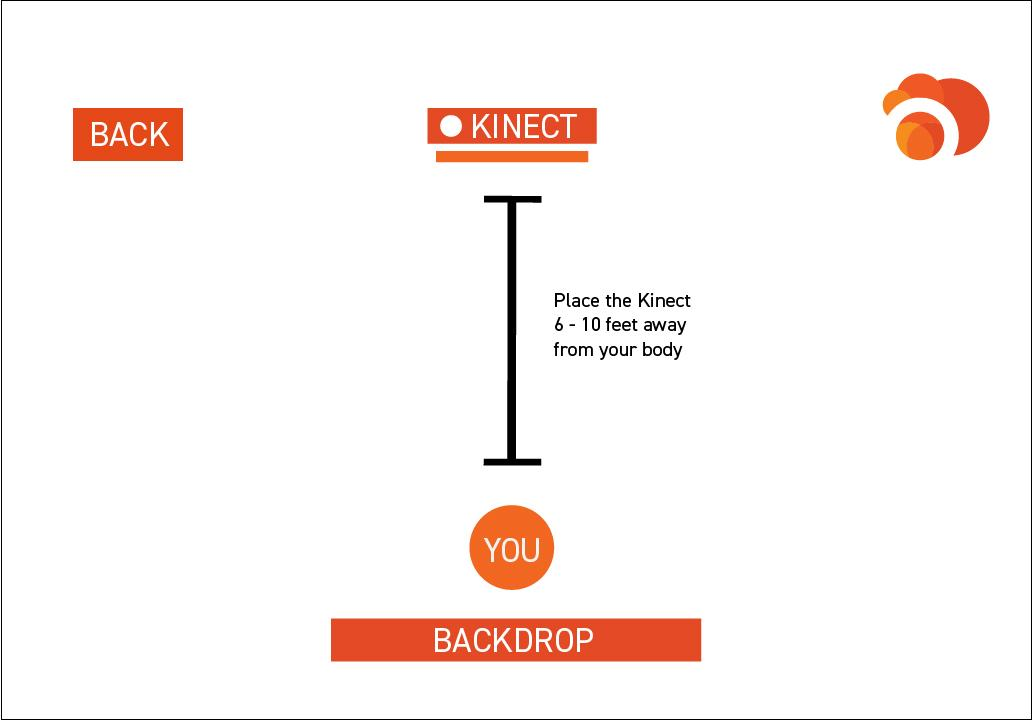 BACK
KINECT
Place the Kinect
6 - 10 feet away
from your body
YOU
BACKDROP